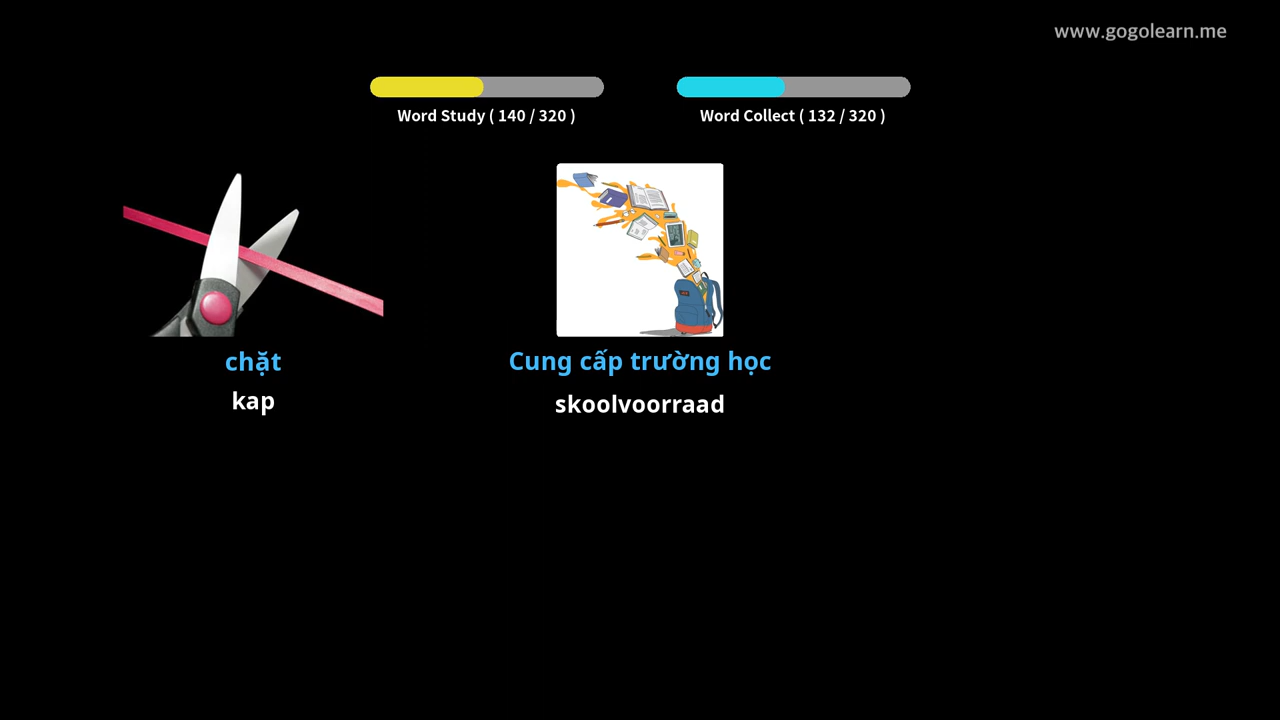 www.gogolearn.me
Word Study ( 140 / 320 )
Word Collect ( 132 / 320 )
chặt
kap
Cung cấp trường học
skoolvoorraad